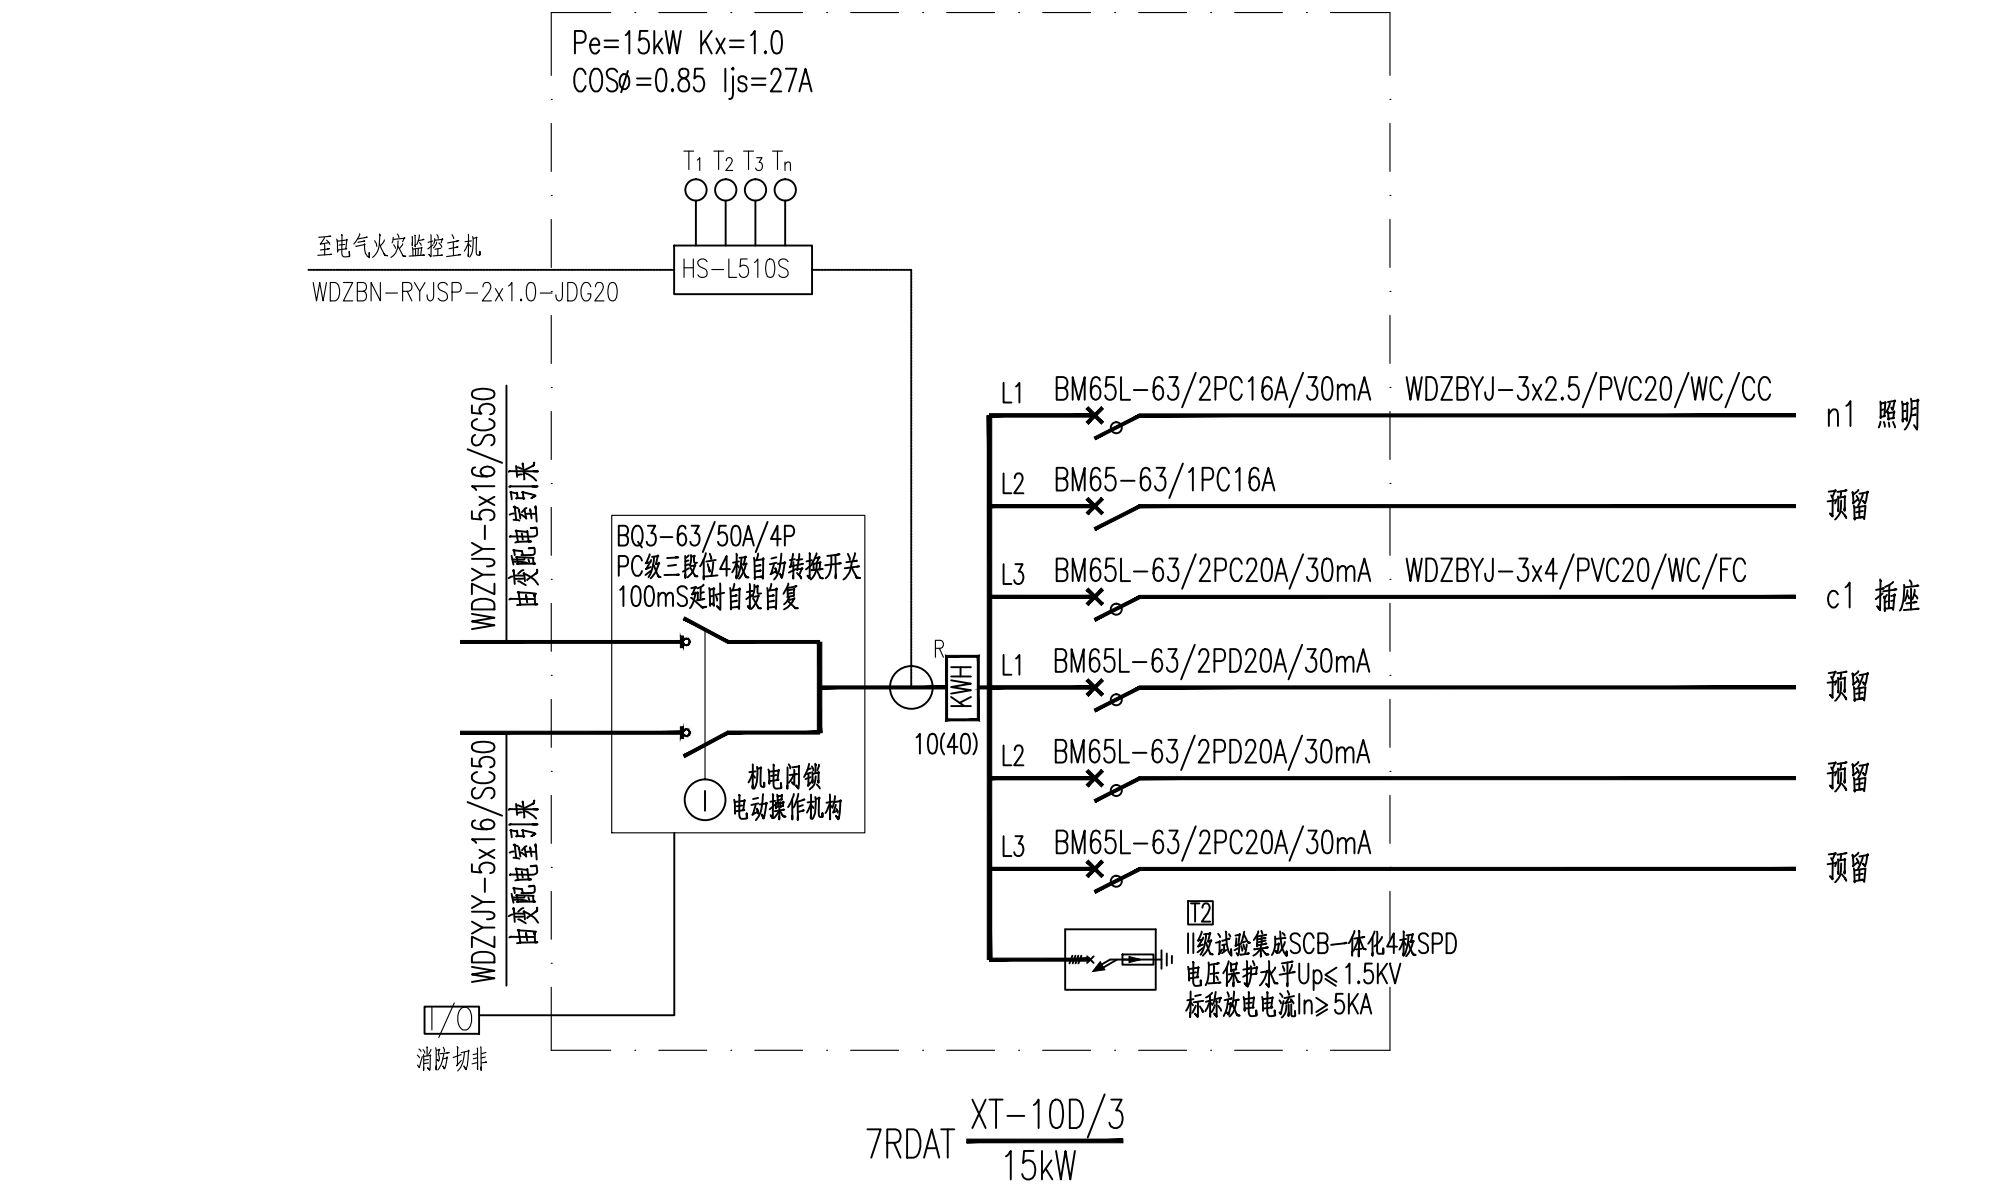 Pe=15kW Kx=1.0
COSø=0.85 Ijs=27A
T1 T2 T3 Tn
至电气火灾监控主机
HS-L510S
WDZBN-RYJSP-2x1.0-JDG20
WDZYJY-5x16/SC50
由变配电室引来
BQ3-63/50A/4P
PC级三段位4极自动转换开关
100mS延时自投自复
机电闭锁
电动操作机构
WDZYJY-5x16/SC50
由变配电室引来
I/O
消防切非
R
KWH
10(40)
L1 BM65L-63/2PC16A/30mA WDZBYJ-3x2.5/PVC20/WC/CC n1 照明
L2 BM65-63/1PC16A 预留
L3 BM65L-63/2PC20A/30mA WDZBYJ-3x4/PVC20/WC/FC c1 插座
L1 BM65L-63/2PD20A/30mA 预留
L2 BM65L-63/2PD20A/30mA 预留
L3 BM65L-63/2PC20A/30mA 预留
T2
II级试验集成SCB一体化4极SPD
电压保护水平Up≤1.5KV
标称放电电流In≥5KA
XT-10D/3
7RDAT
15kW